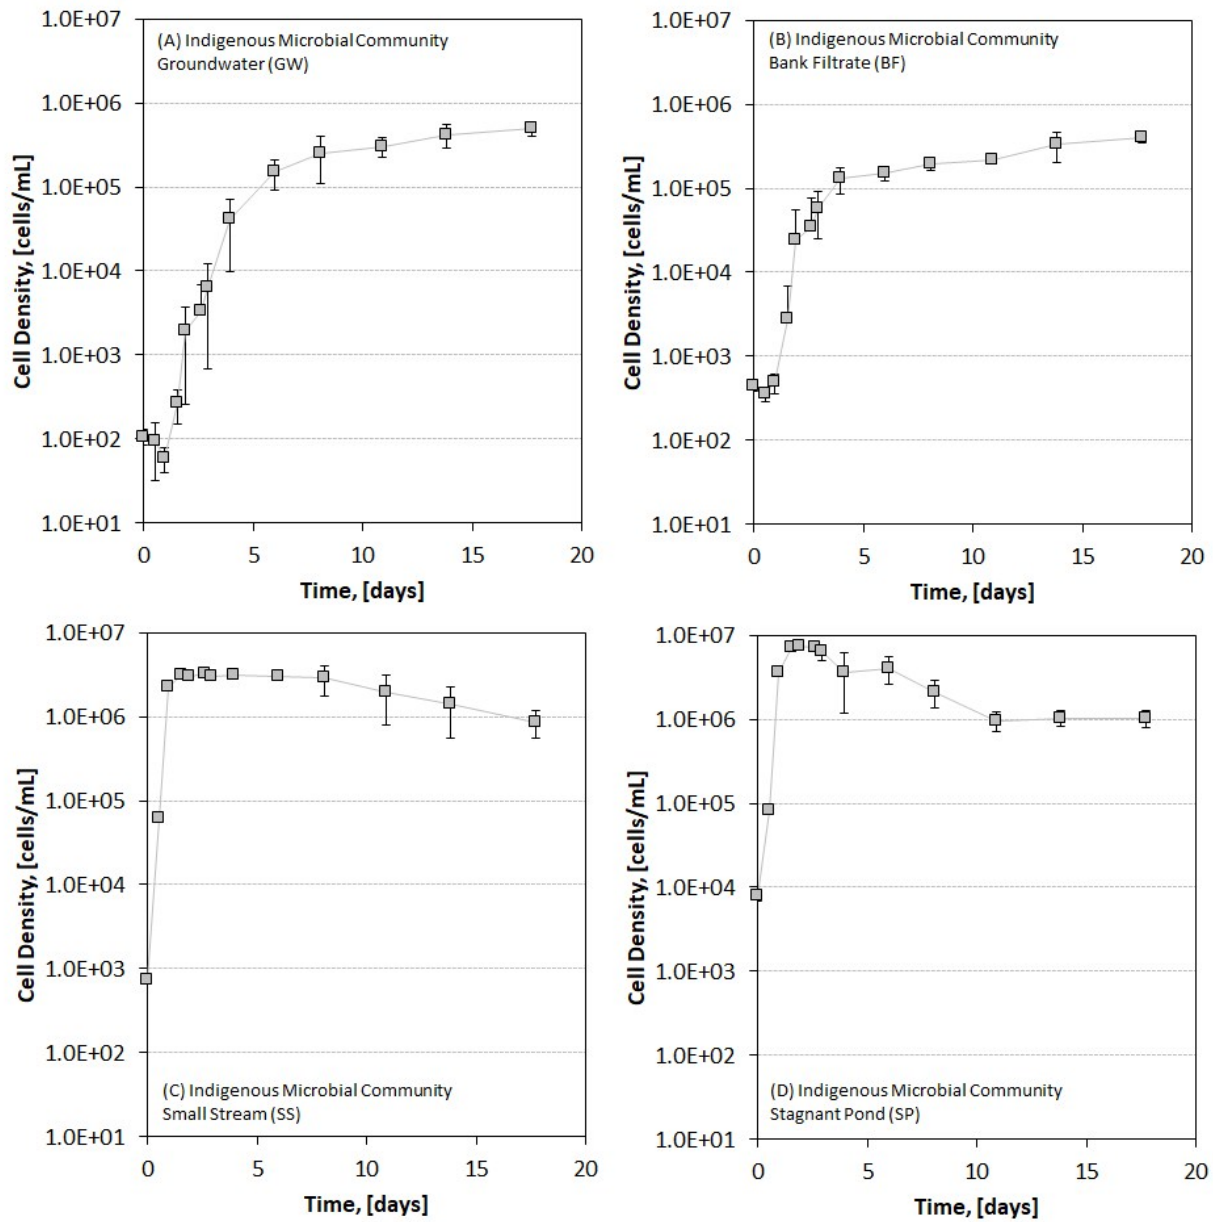 1.0E+07
1.0E+06
1.0E+05
1.0E+04
1.0E+03
1.0E+02
1.0E+01
Cell Density, [cells/mL]
(A) Indigenous Microbial Community
Groundwater (GW)
0 5 10 15 20
Time, [days]
1.0E+07
1.0E+06
1.0E+05
1.0E+04
1.0E+03
1.0E+02
1.0E+01
Cell Density, [cells/mL]
(B) Indigenous Microbial Community
Bank Filtrate (BF)
0 5 10 15 20
Time, [days]
1.0E+07
1.0E+06
1.0E+05
1.0E+04
1.0E+03
1.0E+02
1.0E+01
Cell Density, [cells/mL]
(C) Indigenous Microbial Community
Small Stream (SS)
0 5 10 15 20
Time, [days]
1.0E+07
1.0E+06
1.0E+05
1.0E+04
1.0E+03
1.0E+02
1.0E+01
Cell Density, [cells/mL]
(D) Indigenous Microbial Community
Stagnant Pond (SP)
0 5 10 15 20
Time, [days]